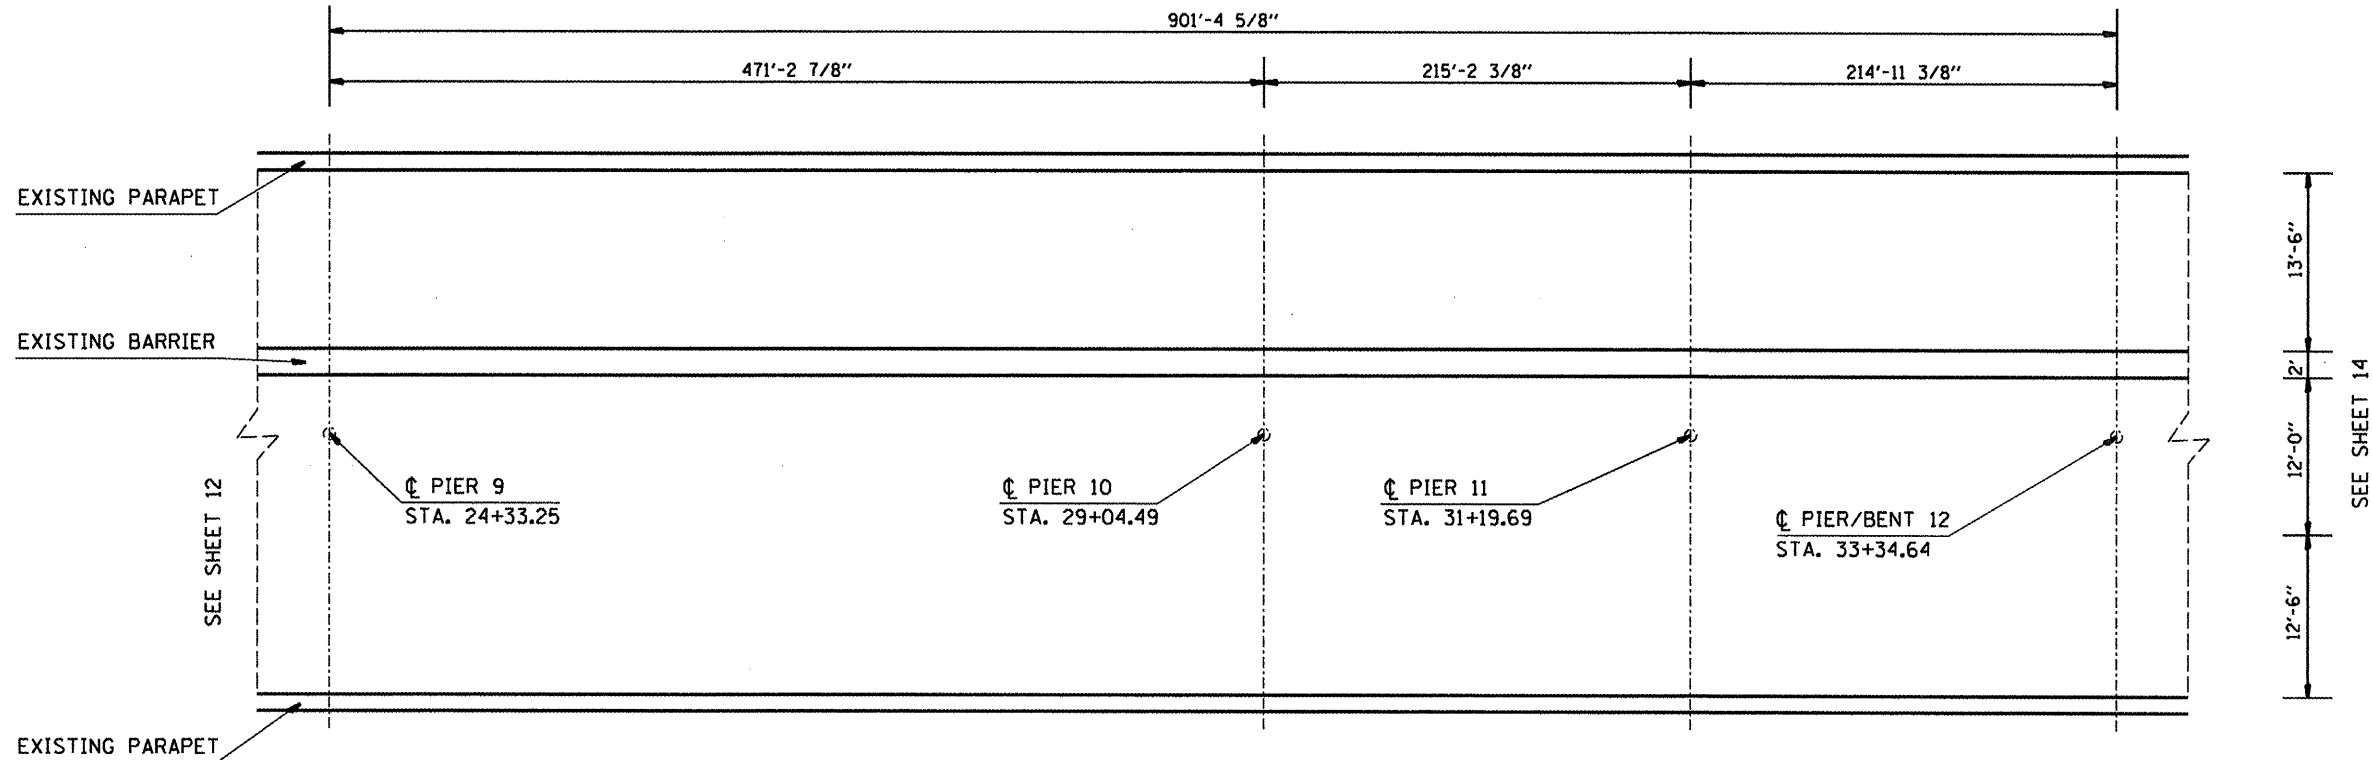 901'-4 5/8"
471'-2 7/8"
215'-2 3/8"
214'-11 3/8"
EXISTING PARAPET
13'-6"
EXISTING BARRIER
2'
SEE SHEET 12
℄ PIER 9
STA. 24+33.25
℄ PIER 10
STA. 29+04.49
℄ PIER 11
STA. 31+19.69
℄ PIER/BENT 12
STA. 33+34.64
12'-0"
SEE SHEET 14
12'-6"
EXISTING PARAPET